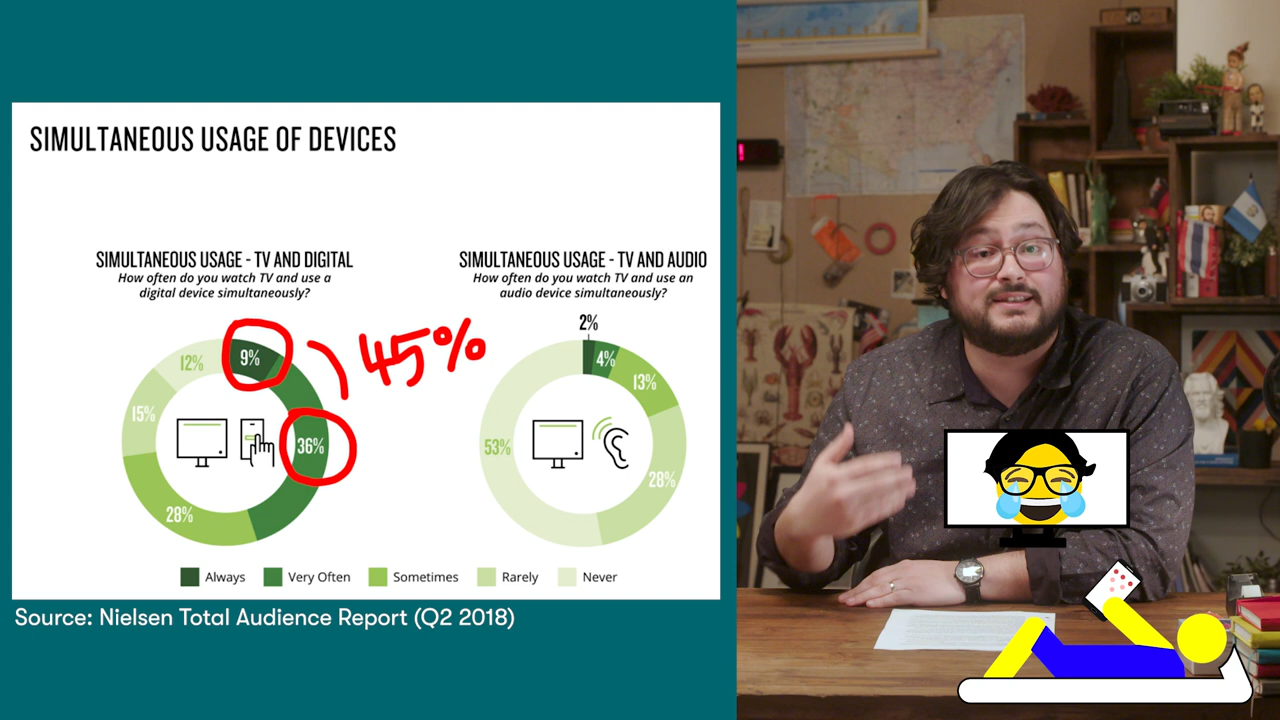 SIMULTANEOUS USAGE OF DEVICES
SIMULTANEOUS USAGE - TV AND DIGITAL
How often do you watch TV and use a
digital device simultaneously?
9%
36%
28%
15%
12%
45%
SIMULTANEOUS USAGE - TV AND AUDIO
How often do you watch TV and use an
audio device simultaneously?
2%
4%
13%
28%
53%
Always Very Often Sometimes Rarely Never
Source: Nielsen Total Audience Report (Q2 2018)